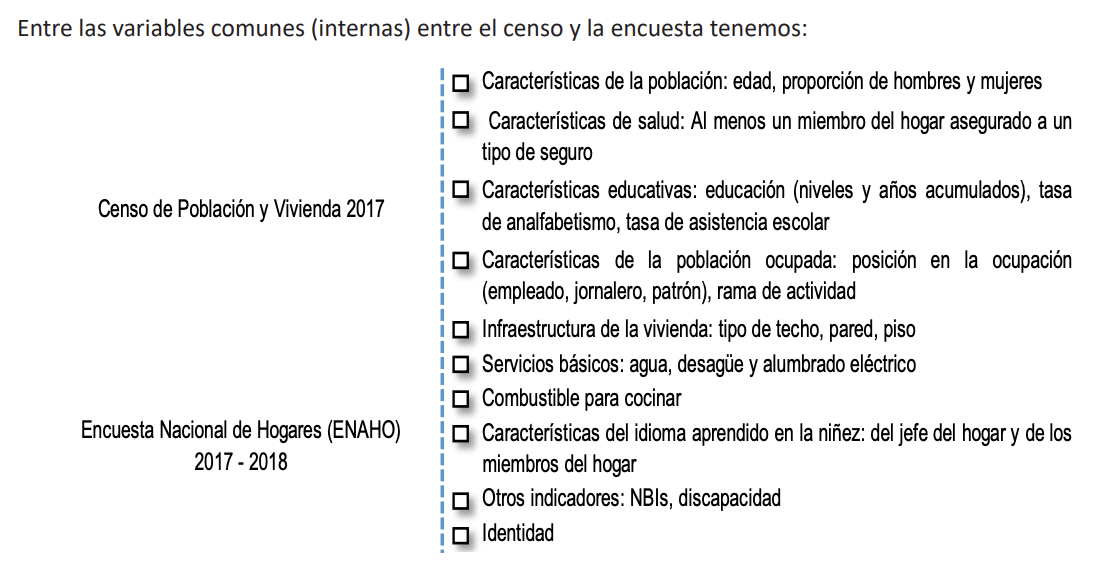 Entre las variables comunes (internas) entre el censo y la encuesta tenemos:
Características de la población: edad, proporción de hombres y mujeres
Características de salud: Al menos un miembro del hogar asegurado a un
tipo de seguro
Características educativas: educación (niveles y años acumulados), tasa
de analfabetismo, tasa de asistencia escolar
Censo de Población y Vivienda 2017
Características de la población ocupada: posición en la ocupación
(empleado, jornalero, patrón), rama de actividad
Infraestructura de la vivienda: tipo de techo, pared, piso
Servicios básicos: agua, desagüe y alumbrado eléctrico
Combustible para cocinar
Encuesta Nacional de Hogares (ENAHO)
2017 - 2018
Características del idioma aprendido en la niñez: del jefe del hogar y de los
miembros del hogar
Otros indicadores: NBIs, discapacidad
Identidad